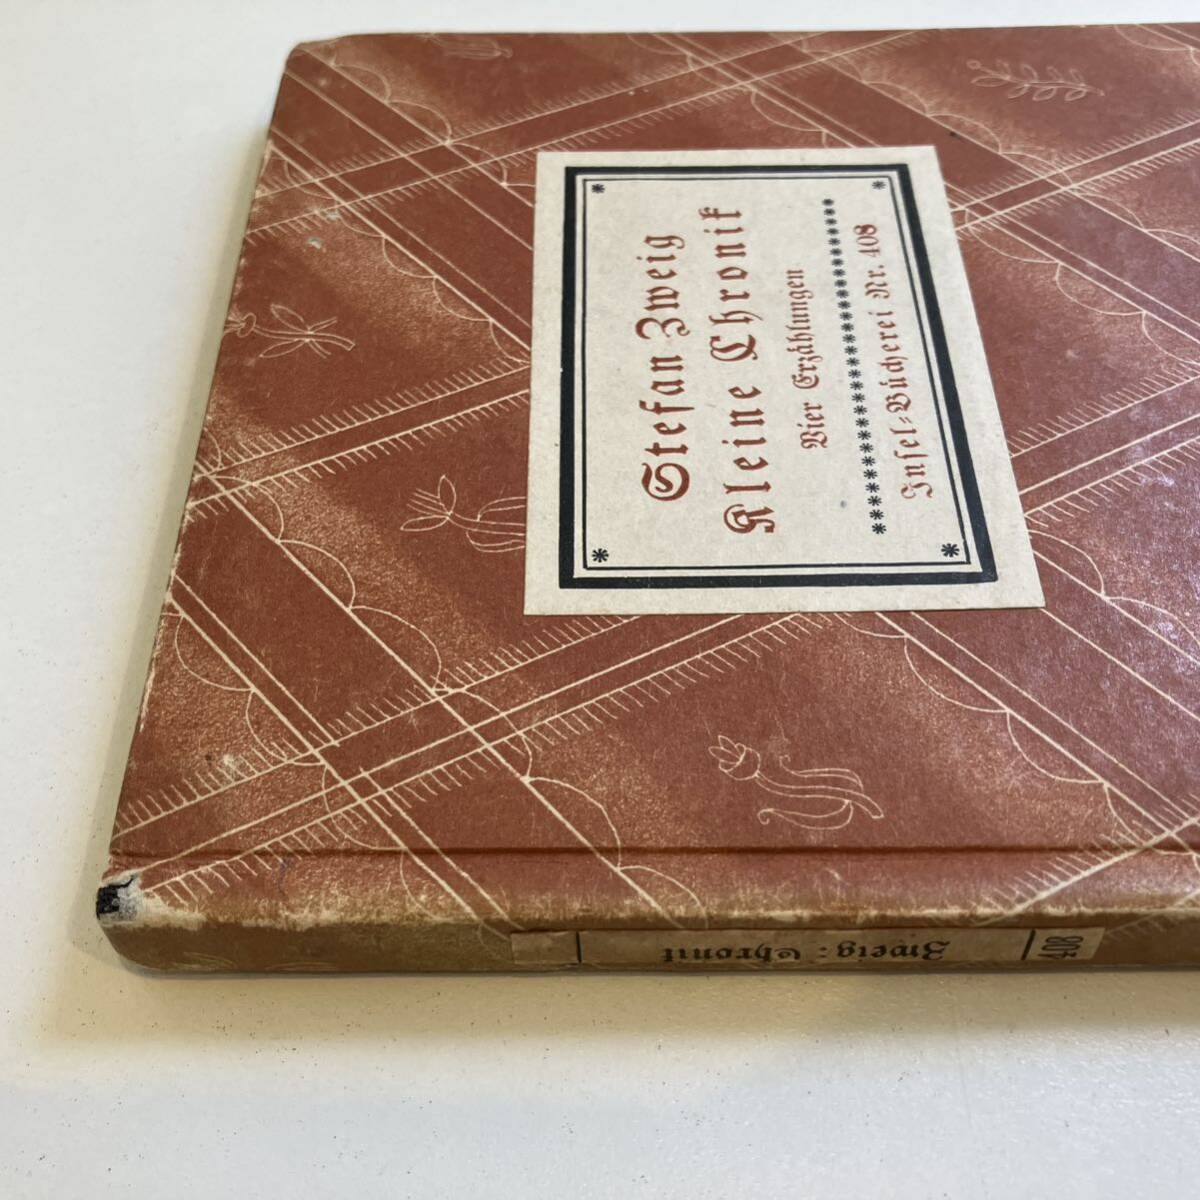 Stefan Zweig
Kleine Chronik
Vier Erzählungen
Insel-Bücherei Nr. 408
Zweig: Chronik
408